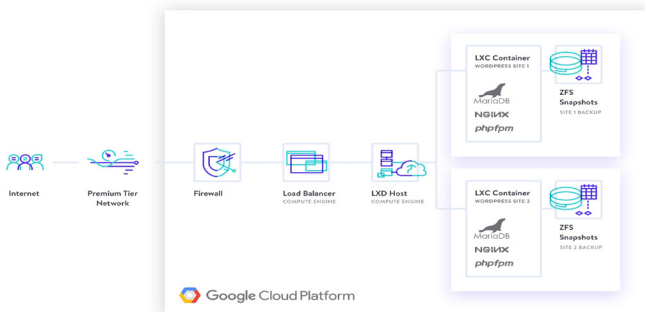 LXC Container
WORDPRESS SITE 1
MariaDB
NGINX
phpfpm
ZFS
Snapshots
SITE 1 BACKUP
Internet
Premium Tier
Network
Firewall
Load Balancer
COMPUTE ENGINE
LXD Host
COMPUTE ENGINE
LXC Container
WORDPRESS SITE 2
MariaDB
NGINX
phpfpm
ZFS
Snapshots
SITE 2 BACKUP
Google Cloud Platform